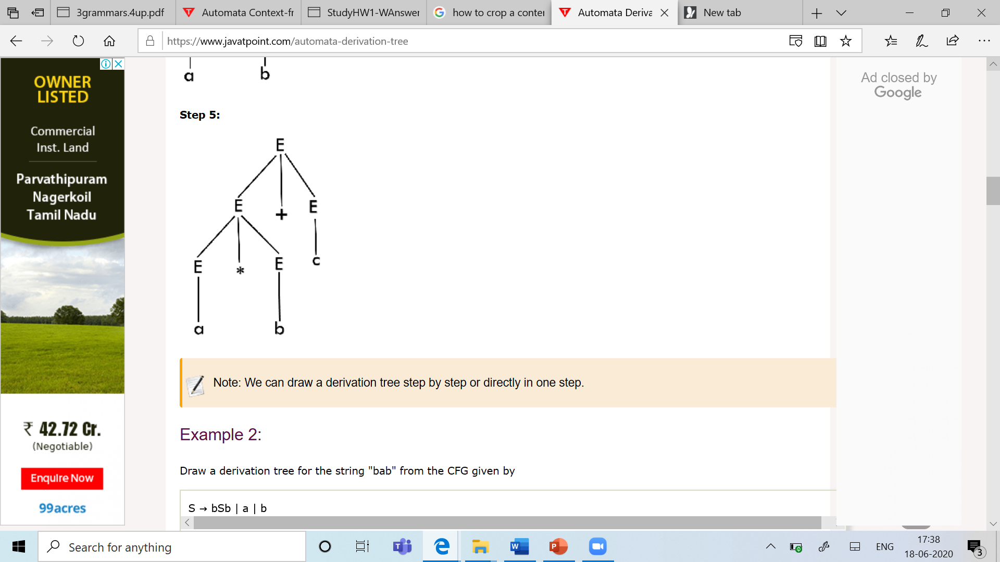 3grammars.4up.pdf
Automata Context-fr
StudyHW1-WAnswer
how to crop a conter
Automata Deriva
New tab
https://www.javatpoint.com/automata-derivation-tree
OWNER
LISTED
Commercial
Inst. Land
Parvathipuram
Nagerkoil
Tamil Nadu
₹ 42.72 Cr.
(Negotiable)
Enquire Now
99acres
a b
Step 5:
E
E + E
E * E c
a b
Note: We can draw a derivation tree step by step or directly in one step.
Example 2:
Draw a derivation tree for the string "bab" from the CFG given by
S → bSb | a | b
Ad closed by
Google
Search for anything
ENG
17:38
18-06-2020
3